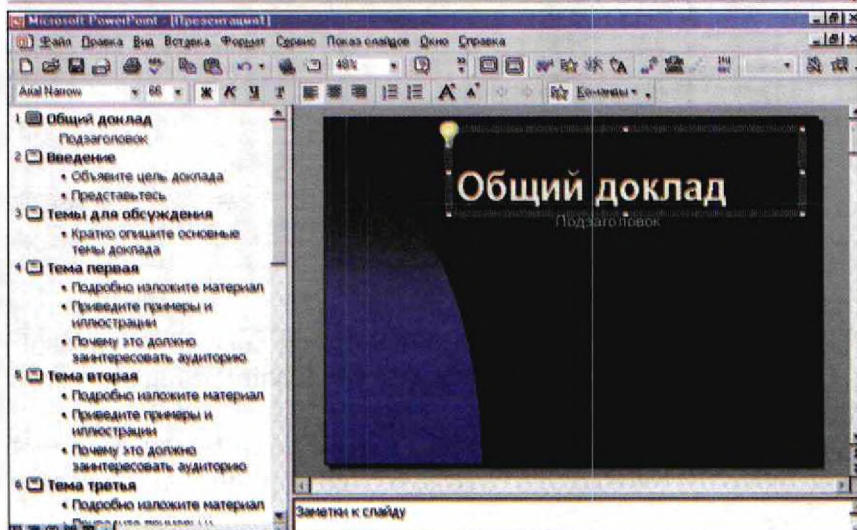 Microsoft PowerPoint - [Презентация1]
Файл Правка Вид Вставка Формат Сервис Показ слайдов Окно Справка
48%
Arial Narrow 66 Ж К Ч Команды
1 Общий доклад
Подзаголовок
2 Введение
• Объявите цель доклада
• Представьтесь
3 Темы для обсуждения
• Кратко опишите основные
темы доклада
4 Тема первая
• Подробно изложите материал
• Приведите примеры и
иллюстрации
• Почему это должно
заинтересовать аудиторию
5 Тема вторая
• Подробно изложите материал
• Приведите примеры и
иллюстрации
• Почему это должно
заинтересовать аудиторию
6 Тема третья
• Подробно изложите материал
Общий доклад
Подзаголовок
Заметки к слайду